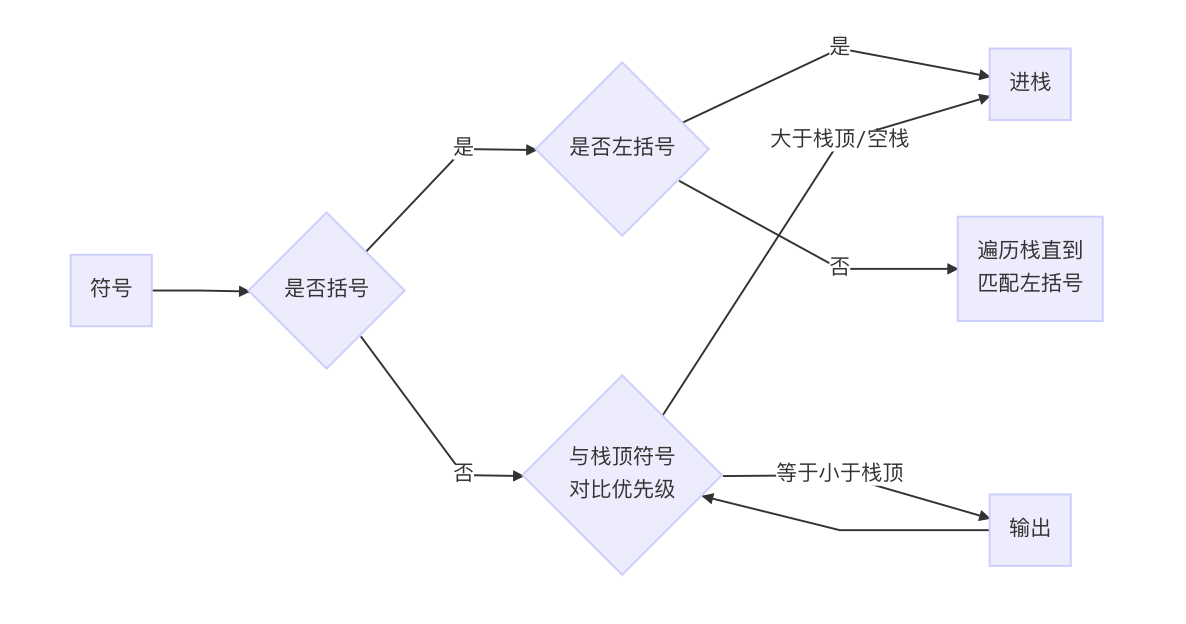 符号
是否括号
是
是否左括号
是
进栈
大于栈顶/空栈
否
遍历栈直到
匹配左括号
否
与栈顶符号
对比优先级
等于小于栈顶
输出